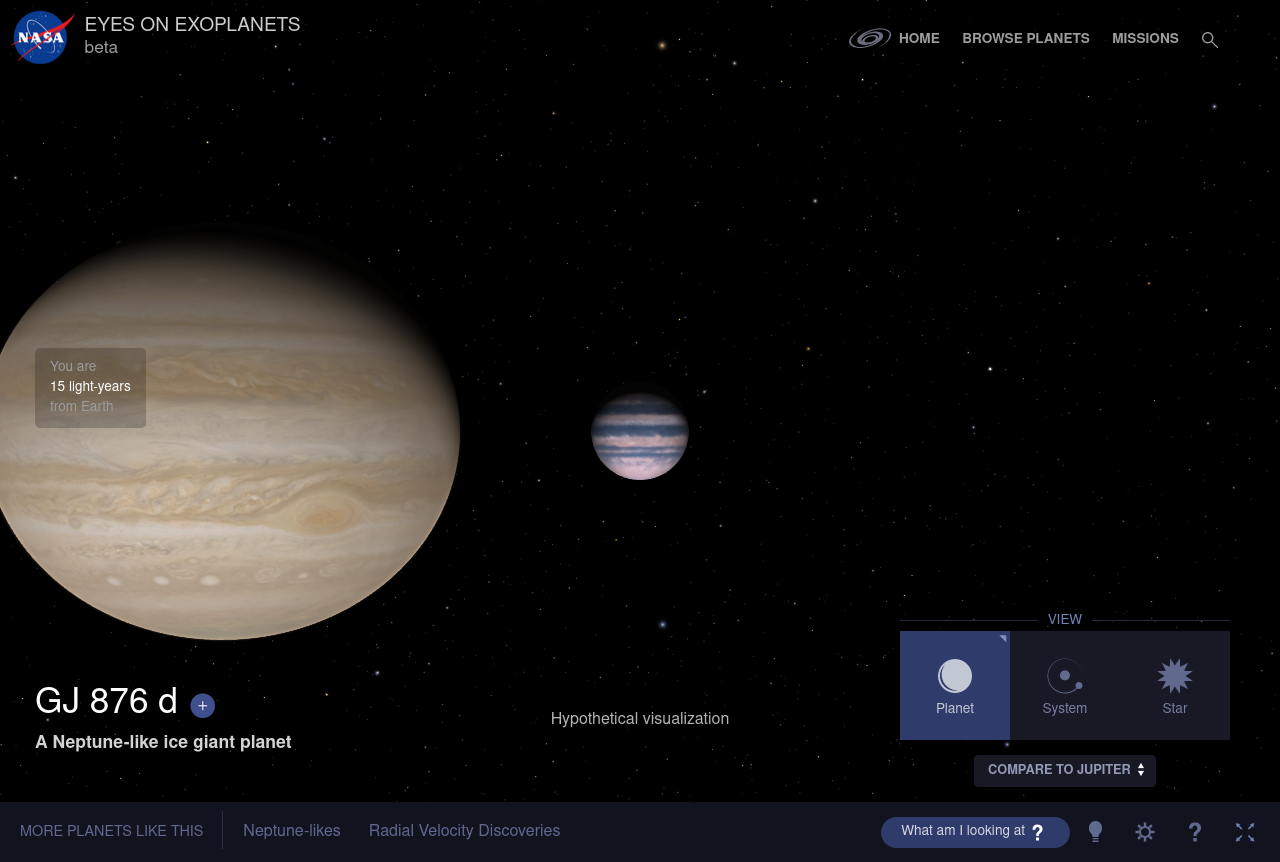 NASA
EYES ON EXOPLANETS
beta
HOME
BROWSE PLANETS
MISSIONS
You are
15 light-years
from Earth
VIEW
Planet
System
Star
COMPARE TO JUPITER
GJ 876 d +
A Neptune-like ice giant planet
Hypothetical visualization
MORE PLANETS LIKE THIS
Neptune-likes
Radial Velocity Discoveries
What am I looking at ?
?